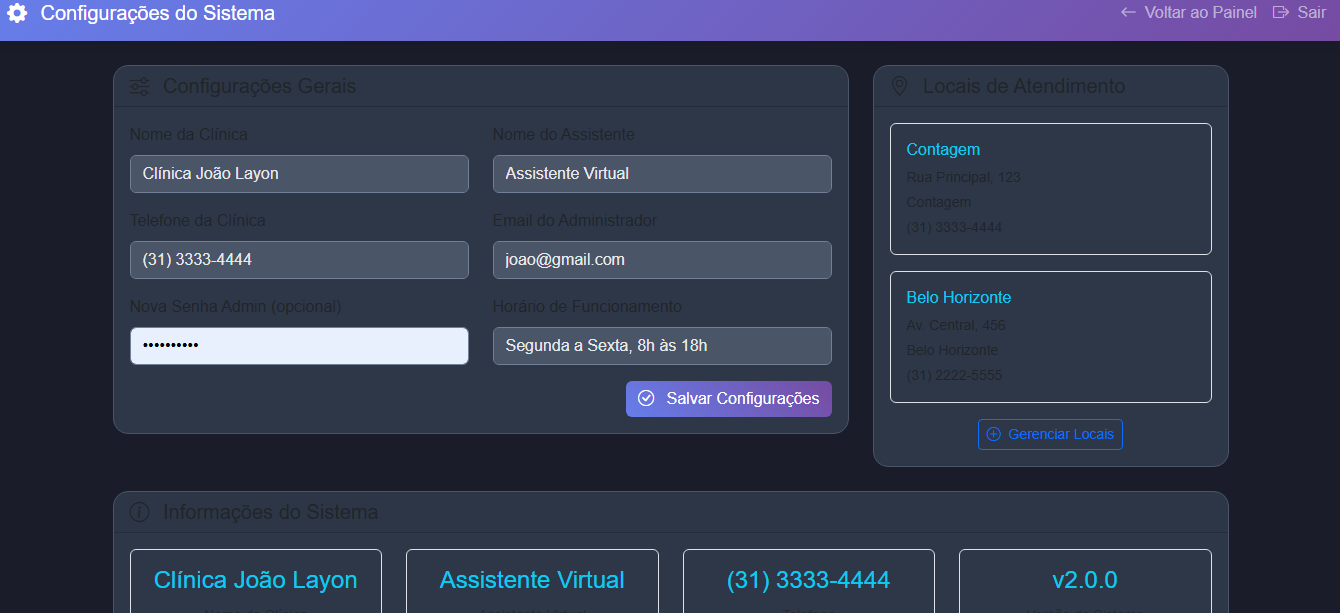 Configurações do Sistema
Voltar ao Painel
Sair
Configurações Gerais
Nome da Clínica
Nome do Assistente
Clínica João Layon
Assistente Virtual
Telefone da Clínica
Email do Administrador
(31) 3333-4444
joao@gmail.com
Nova Senha Admin (opcional)
Horário de Funcionamento
••••••••••
Segunda a Sexta, 8h às 18h
Salvar Configurações
Locais de Atendimento
Contagem
Rua Principal, 123
Contagem
(31) 3333-4444
Belo Horizonte
Av. Central, 456
Belo Horizonte
(31) 2222-5555
Gerenciar Locais
Informações do Sistema
Clínica João Layon
Assistente Virtual
(31) 3333-4444
v2.0.0